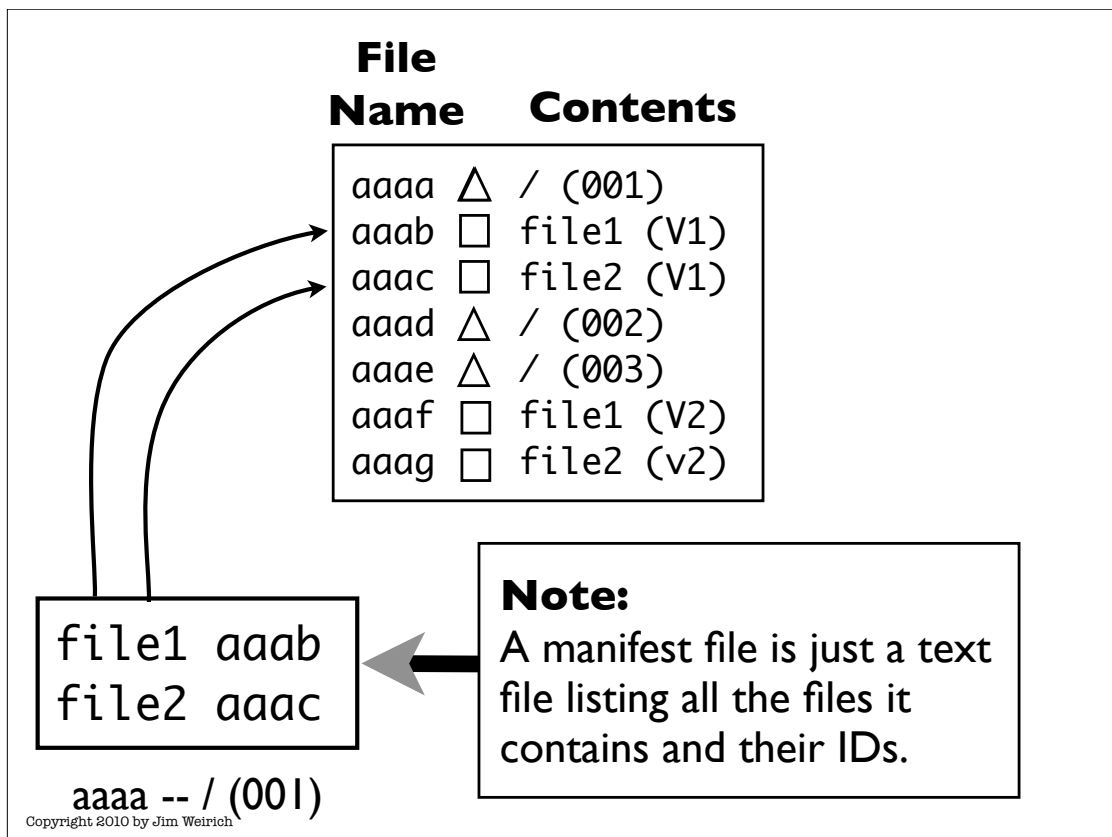 File
Name Contents
aaaa △ / (001)
aaab □ file1 (V1)
aaac □ file2 (V1)
aaad △ / (002)
aaae △ / (003)
aaaf □ file1 (V2)
aaag □ file2 (v2)
file1 aaab
file2 aaac
aaaa -- / (001)
Note:
A manifest file is just a text
file listing all the files it
contains and their IDs.
Copyright 2010 by Jim Weirich